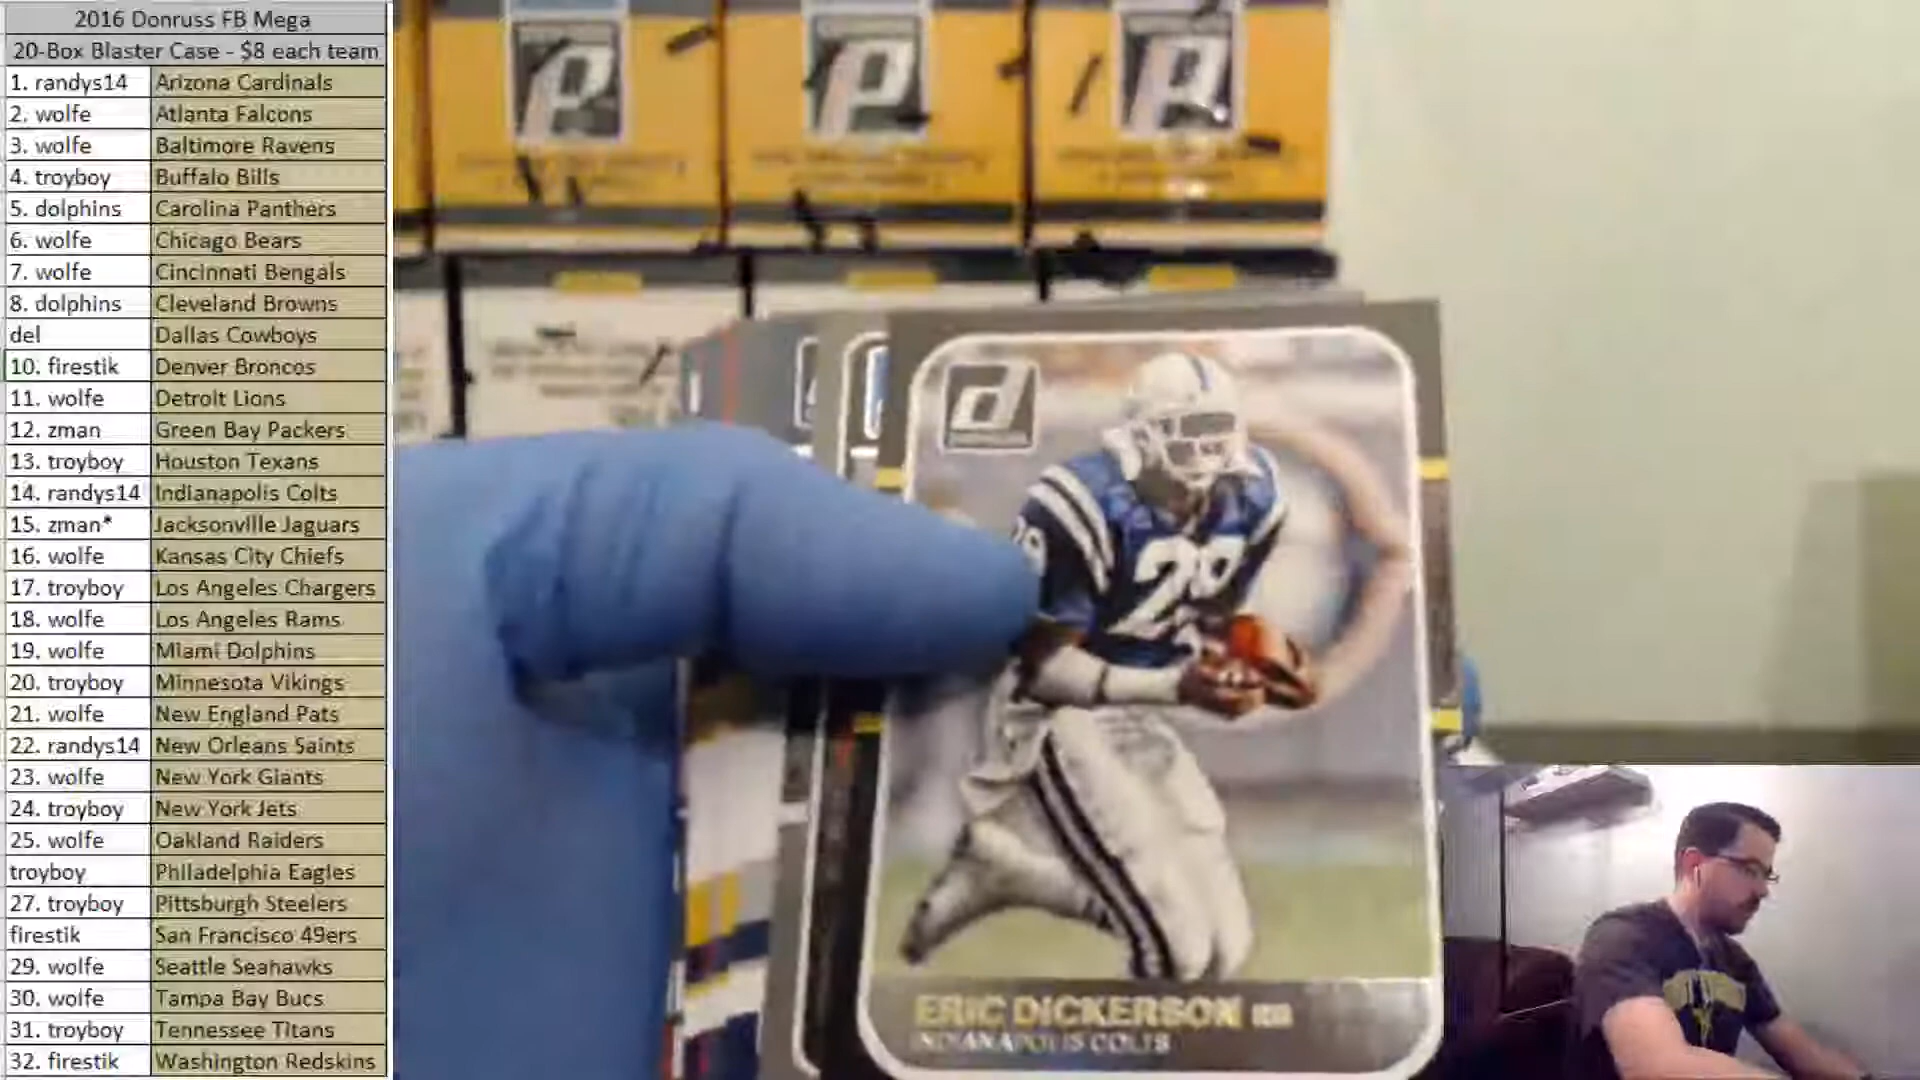 2016 Donruss FB Mega
20-Box Blaster Case - $8 each team
1. randys14 Arizona Cardinals
2. wolfe Atlanta Falcons
3. wolfe Baltimore Ravens
4. troyboy Buffalo Bills
5. dolphins Carolina Panthers
6. wolfe Chicago Bears
7. wolfe Cincinnati Bengals
8. dolphins Cleveland Browns
del Dallas Cowboys
10. firestik Denver Broncos
11. wolfe Detroit Lions
12. zman Green Bay Packers
13. troyboy Houston Texans
14. randys14 Indianapolis Colts
15. zman* Jacksonville Jaguars
16. wolfe Kansas City Chiefs
17. troyboy Los Angeles Chargers
18. wolfe Los Angeles Rams
19. wolfe Miami Dolphins
20. troyboy Minnesota Vikings
21. wolfe New England Pats
22. randys14 New Orleans Saints
23. wolfe New York Giants
24. troyboy New York Jets
25. wolfe Oakland Raiders
troyboy Philadelphia Eagles
27. troyboy Pittsburgh Steelers
firestik San Francisco 49ers
29. wolfe Seattle Seahawks
30. wolfe Tampa Bay Bucs
31. troyboy Tennessee Titans
32. firestik Washington Redskins
d
29
29
ERIC DICKERSON RB
INDIANAPOLIS COLTS